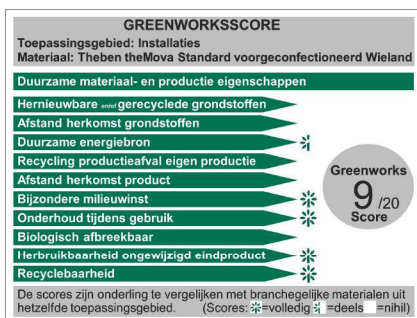 GREENWORKSSCORE
Toepassingsgebied: Installaties
Materiaal: Theben theMova Standard voorgeconfectioneerd Wieland
Duurzame materiaal- en productie eigenschappen
Hernieuwbare en/of gerecyclede grondstoffen
Afstand herkomst grondstoffen
Duurzame energiebron
Recycling productieafval eigen productie
Afstand herkomst product
Bijzondere milieuwinst
Onderhoud tijdens gebruik
Biologisch afbreekbaar
Herbruikbaarheid ongewijzigd eindproduct
Recyclebaarheid
Greenworks
9 /20
Score
De scores zijn onderling te vergelijken met branchegelijke materialen uit
hetzelfde toepassingsgebied. (Scores: =volledig =deels =nihil)